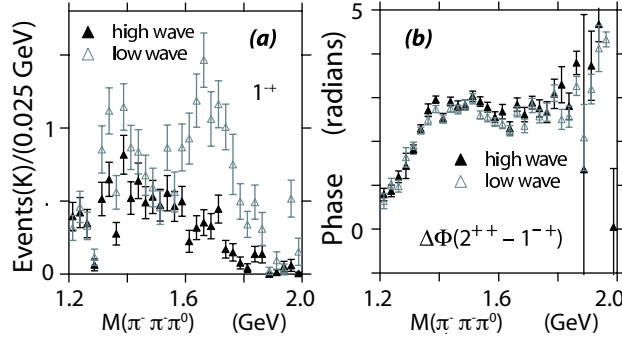 high wave
low wave
(a)
1-+
Events(K)/(0.025 GeV)
1
.
0
1.2
1.6
2.0
M(π- π-π0)
(GeV)
(b)
5
Phase (radians)
0
high wave
low wave
ΔΦ(2++ − 1-+)
1.2
1.6
2.0
M(π- π-π0)
(GeV)